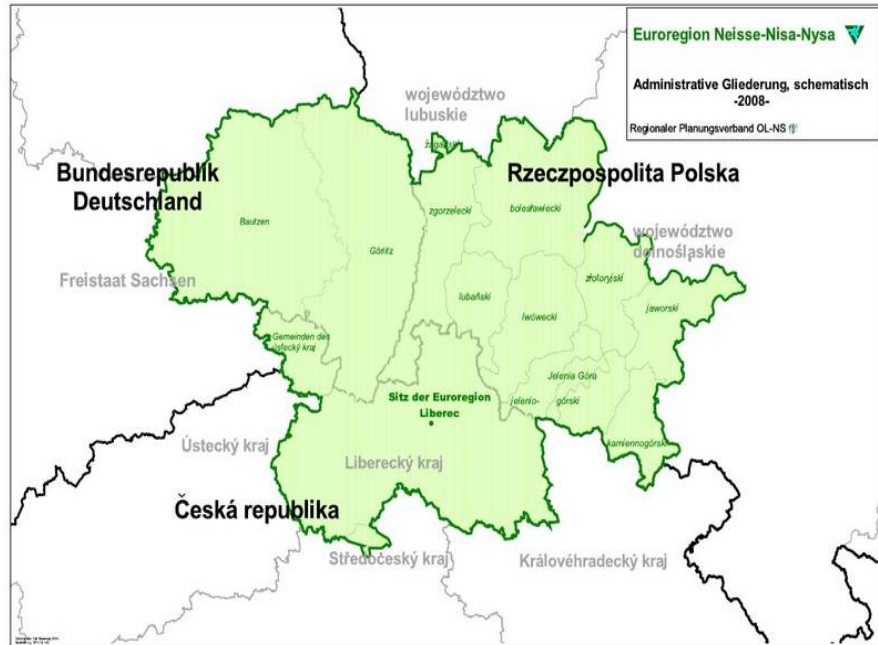 Euroregion Neisse-Nisa-Nysa
Administrative Gliederung, schematisch
-2008-
Regionaler Planungsverband OL-NS
województwo
lubuskie
Bundesrepublik
Deutschland
Rzeczpospolita Polska
zgorzelecki
bolesławiecki
Bautzen
Görlitz
województwo
dolnośląskie
Freistaat Sachsen
złotoryjski
lubański
lwówecki
jaworski
Gemeinden des
ústecký kraj
Jelenia Góra
Sitz der Euroregion
Liberec
jelenio-
górski
kamiennogórski
Ústecký kraj
Liberecký kraj
Česká republika
Středočeský kraj
Královéhradecký kraj